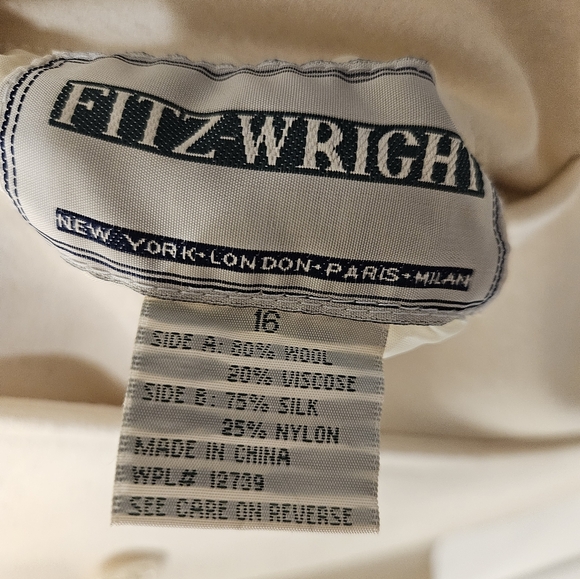 FITZ-WRIGHT
NEW YORK•LONDON•PARIS•MILAN
16
SIDE A: 80% WOOL
20% VISCOSE
SIDE B: 75% SILK
25% NYLON
MADE IN CHINA
WPL# 12739
SEE CARE ON REVERSE